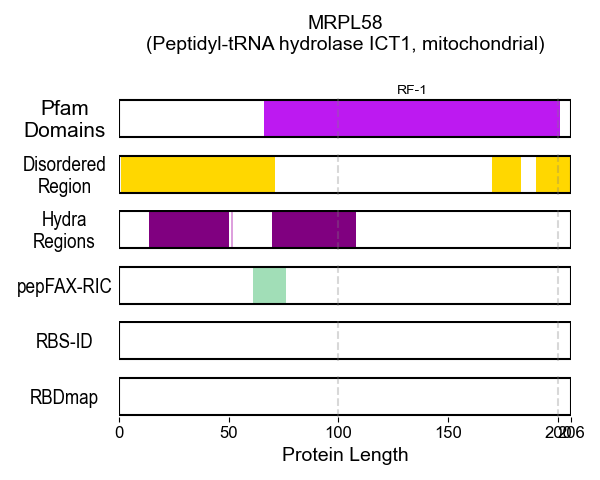 MRPL58
(Peptidyl-tRNA hydrolase ICT1, mitochondrial)
RF-1
Pfam
Domains
Disordered
Region
Hydra
Regions
pepFAX-RIC
RBS-ID
RBDmap
0 50 100 150 200 206
Protein Length